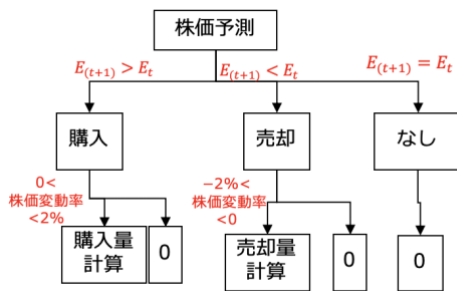 株価予測
E(t+1) > Et
E(t+1) < Et
E(t+1) = Et
購入
売却
なし
0<
株価変動率
<2%
−2%<
株価変動率
<0
購入量
計算
0
売却量
計算
0
0